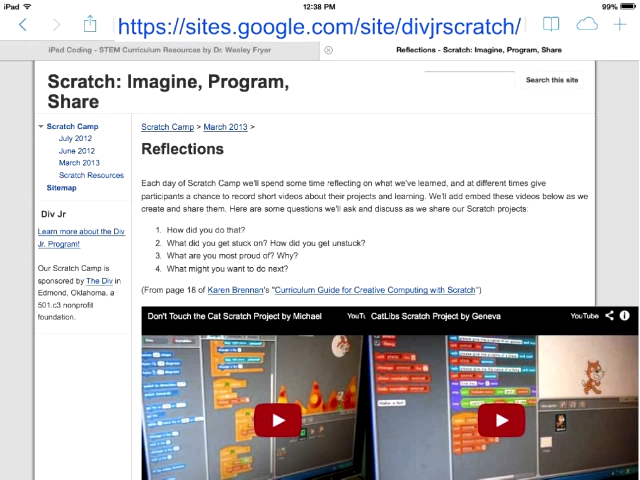 iPad
12:38 PM
99%
https://sites.google.com/site/divjrscratch/
iPad Coding - STEM Curriculum Resources by Dr. Wesley Fryer
Reflections - Scratch: Imagine, Program, Share
Scratch: Imagine, Program,
Share
Search this site
Scratch Camp
July 2012
June 2012
March 2013
Scratch Resources
Sitemap
Div Jr
Learn more about the Div
Jr. Program!
Our Scratch Camp is
sponsored by The Div in
Edmond, Oklahoma, a
501.c3 nonprofit
foundation.
Scratch Camp > March 2013 >
Reflections
Each day of Scratch Camp we'll spend some time reflecting on what we've learned, and at different times give
participants a chance to record short videos about their projects and learning. We'll add embed these videos below as we
create and share them. Here are some questions we'll ask and discuss as we share our Scratch projects:
1. How did you do that?
2. What did you get stuck on? How did you get unstuck?
3. What are you most proud of? Why?
4. What might you want to do next?
(From page 16 of Karen Brennan's "Curriculum Guide for Creative Computing with Scratch")
Don't Touch the Cat Scratch Project by Michael
YouTu
CatLibs Scratch Project by Geneva
YouTube